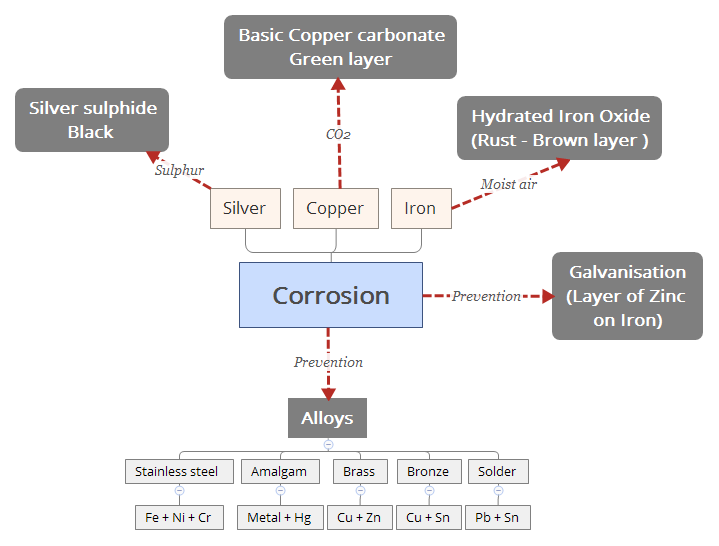 Basic Copper carbonate
Green layer
Silver sulphide
Black
Hydrated Iron Oxide
(Rust - Brown layer )
CO2
Sulphur
Moist air
Silver
Copper
Iron
Corrosion
Prevention
Galvanisation
(Layer of Zinc
on Iron)
Prevention
Alloys
Stainless steel
Amalgam
Brass
Bronze
Solder
Fe + Ni + Cr
Metal + Hg
Cu + Zn
Cu + Sn
Pb + Sn